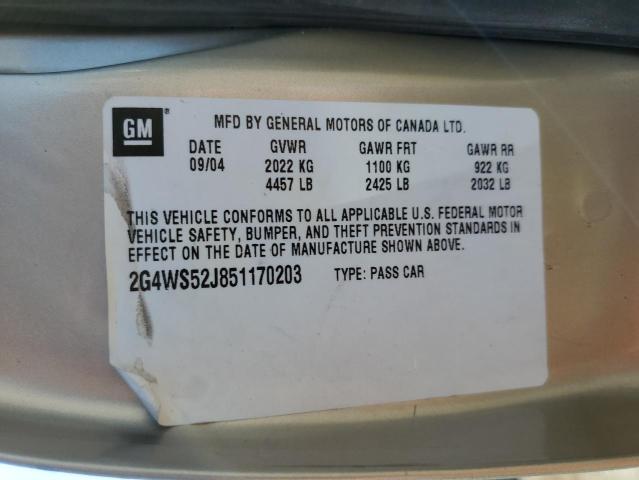 GM
®
MFD BY GENERAL MOTORS OF CANADA LTD.
DATE GVWR GAWR FRT GAWR RR
09/04 2022 KG 1100 KG 922 KG
4457 LB 2425 LB 2032 LB
THIS VEHICLE CONFORMS TO ALL APPLICABLE U.S. FEDERAL MOTOR
VEHICLE SAFETY, BUMPER, AND THEFT PREVENTION STANDARDS IN
EFFECT ON THE DATE OF MANUFACTURE SHOWN ABOVE.
2G4WS52J851170203 TYPE: PASS CAR